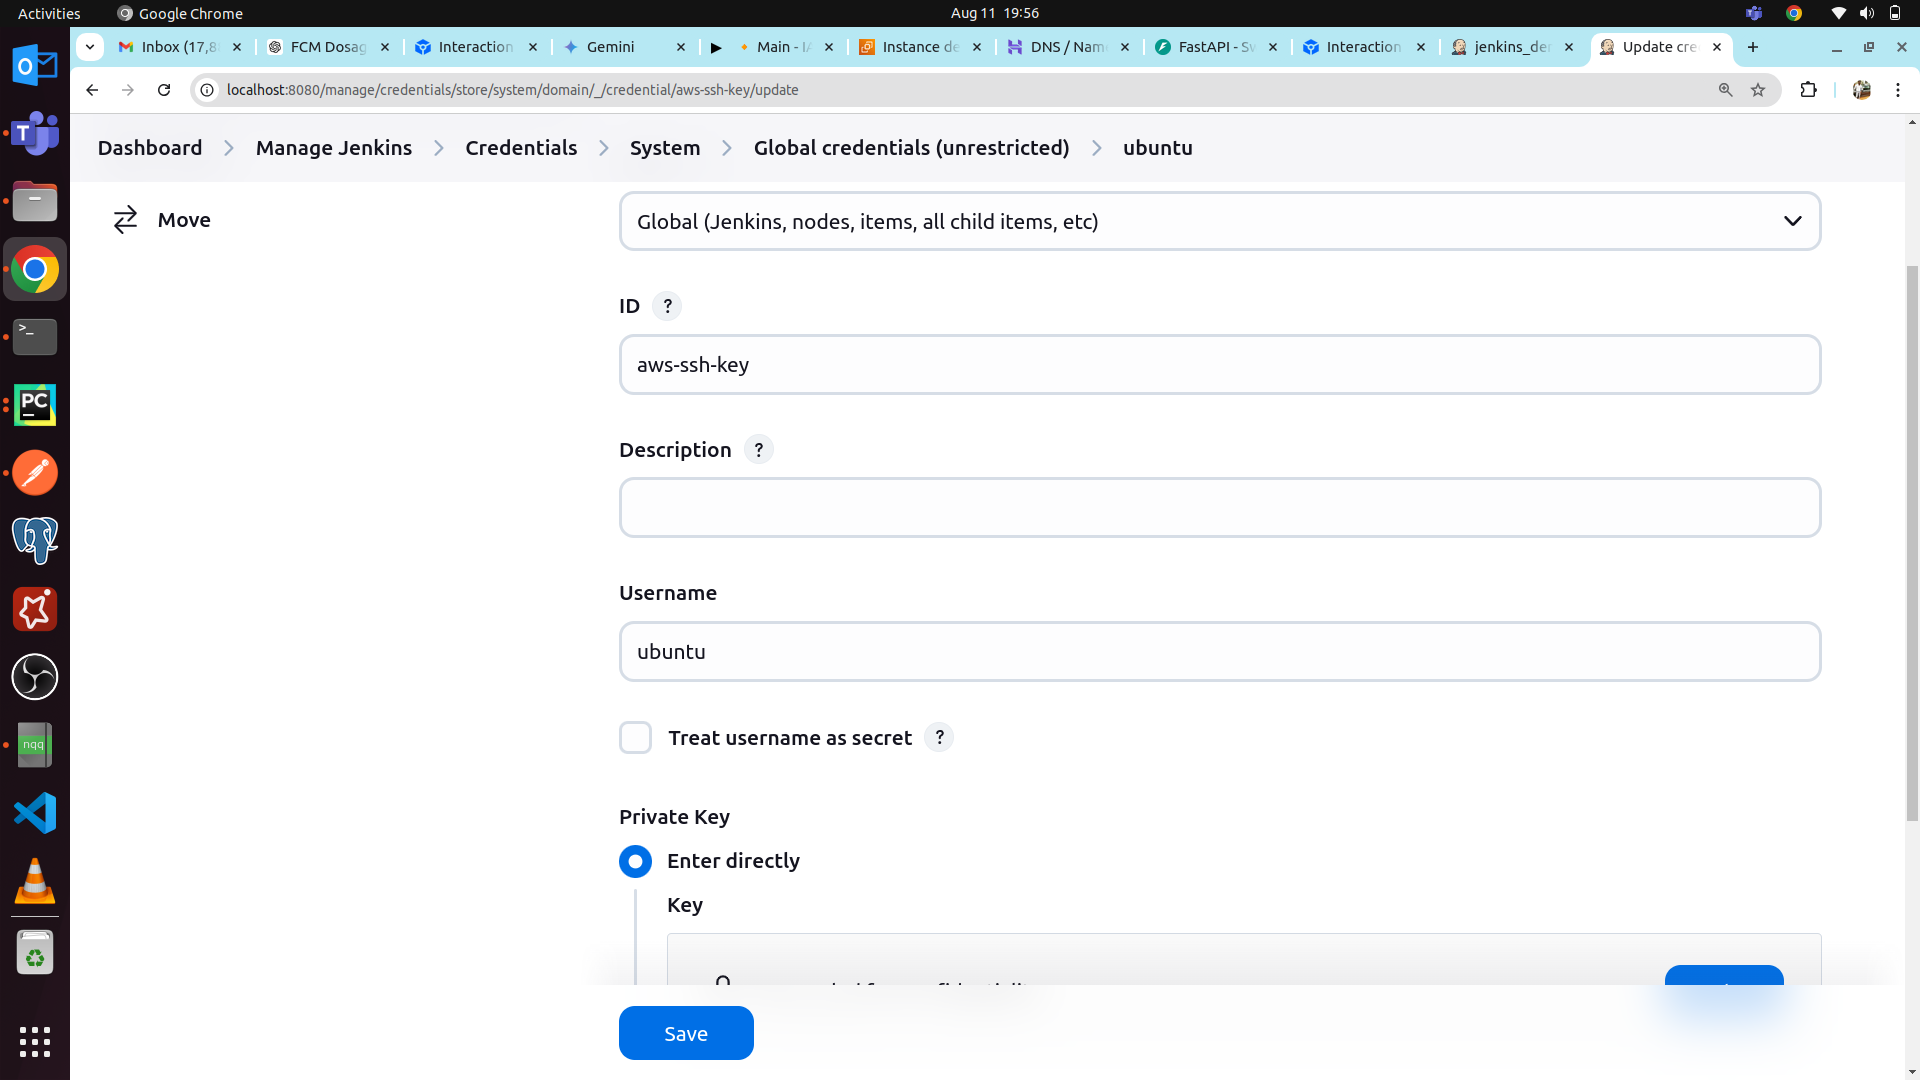 Activities
Google Chrome
Aug 11 19:56
Inbox (17,8
FCM Dosag
Interaction
Gemini
Main - I
Instance de
DNS / Nam
FastAPI - Sw
Interaction
jenkins_de
Update cre
localhost:8080/manage/credentials/store/system/domain/_/credential/aws-ssh-key/update
Dashboard
Manage Jenkins
Credentials
System
Global credentials (unrestricted)
ubuntu
Move
Global (Jenkins, nodes, items, all child items, etc)
ID ?
aws-ssh-key
Description ?
Username
ubuntu
Treat username as secret ?
Private Key
Enter directly
Key
Save
T
PC
nqq